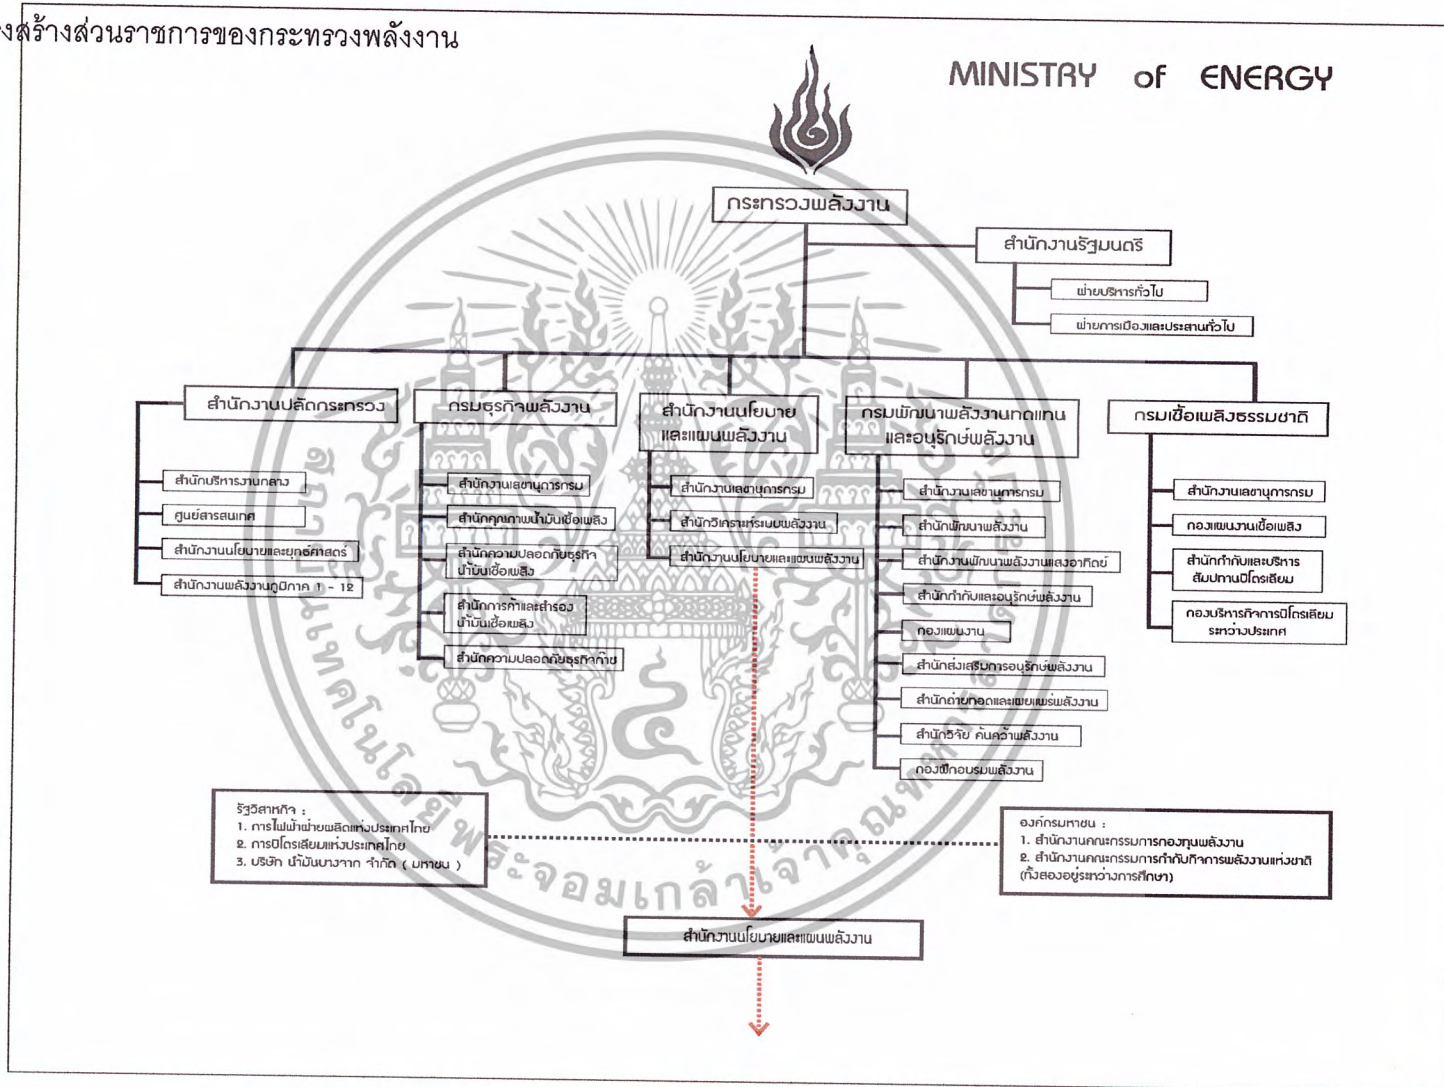 งสร้างส่วนราชการของกระทรวงพลังงาน
MINISTRY of ENERGY
กระทรวงพลังงาน
สำนักงานรัฐมนตรี
ฝ่ายบริหารทั่วไป
ฝ่ายการเมืองและประสานทั่วไป
สำนักงานปลัดกระทรวง
สำนักบริหารงานกลาง
ศูนย์สารสนเทศ
สำนักงานนโยบายและยุทธศาสตร์
สำนักงานพลังงานภูมิภาค 1 - 12
กรมธุรกิจพลังงาน
สำนักงานเลขานุการกรม
สำนักคุณภาพน้ำมันเชื้อเพลิง
สำนักความปลอดภัยธุรกิจ
น้ำมันเชื้อเพลิง
สำนักการค้าและสำรอง
น้ำมันเชื้อเพลิง
สำนักความปลอดภัยธุรกิจก๊าซ
สำนักงานนโยบาย
และแผนพลังงาน
สำนักงานเลขานุการกรม
สำนักวิเคราะห์ระบบพลังงาน
สำนักงานนโยบายและแผนพลังงาน
กรมพัฒนาพลังงานทดแทน
และอนุรักษ์พลังงาน
สำนักงานเลขานุการกรม
สำนักพัฒนาพลังงาน
สำนักงานพัฒนาพลังงานแสงอาทิตย์
สำนักกำกับและอนุรักษ์พลังงาน
กองแผนงาน
สำนักส่งเสริมการอนุรักษ์พลังงาน
สำนักถ่ายทอดและเผยแพร่พลังงาน
สำนักวิจัย ค้นคว้าพลังงาน
กองฝึกอบรมพลังงาน
กรมเชื้อเพลิงธรรมชาติ
สำนักงานเลขานุการกรม
กองแผนงานเชื้อเพลิง
สำนักกำกับและบริหาร
สัมปทานปิโตรเลียม
กองบริหารกิจการปิโตรเลียม
ระหว่างประเทศ
รัฐวิสาหกิจ :
1. การไฟฟ้าฝ่ายผลิตแห่งประเทศไทย
2. การปิโตรเลียมแห่งประเทศไทย
3. บริษัท น้ำมันบางจาก จำกัด ( มหาชน )
องค์กรมหาชน :
1. สำนักงานคณะกรรมการกองทุนพลังงาน
2. สำนักงานคณะกรรมการกำกับกิจการพลังงานแห่งชาติ
(ทั้งสองอยู่ระหว่างการศึกษา)
สำนักงานนโยบายและแผนพลังงาน
สถาบันเทคโนโลยีพระจอมเกล้าเจ้าคุณทหารลาดกระบัง